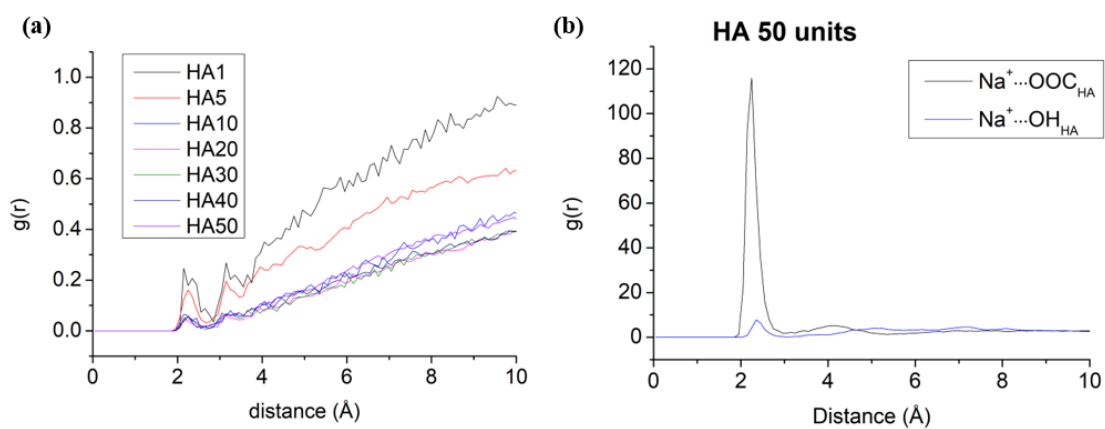 (a)
HA1
HA5
HA10
HA20
HA30
HA40
HA50
1.0
0.8
0.6
0.4
0.2
0.0
g(r)
0 2 4 6 8 10
distance (Å)
(b)
HA 50 units
Na⁺···OOC_HA
Na⁺···OH_HA
120
100
80
60
40
20
0
g(r)
0 2 4 6 8 10
Distance (Å)